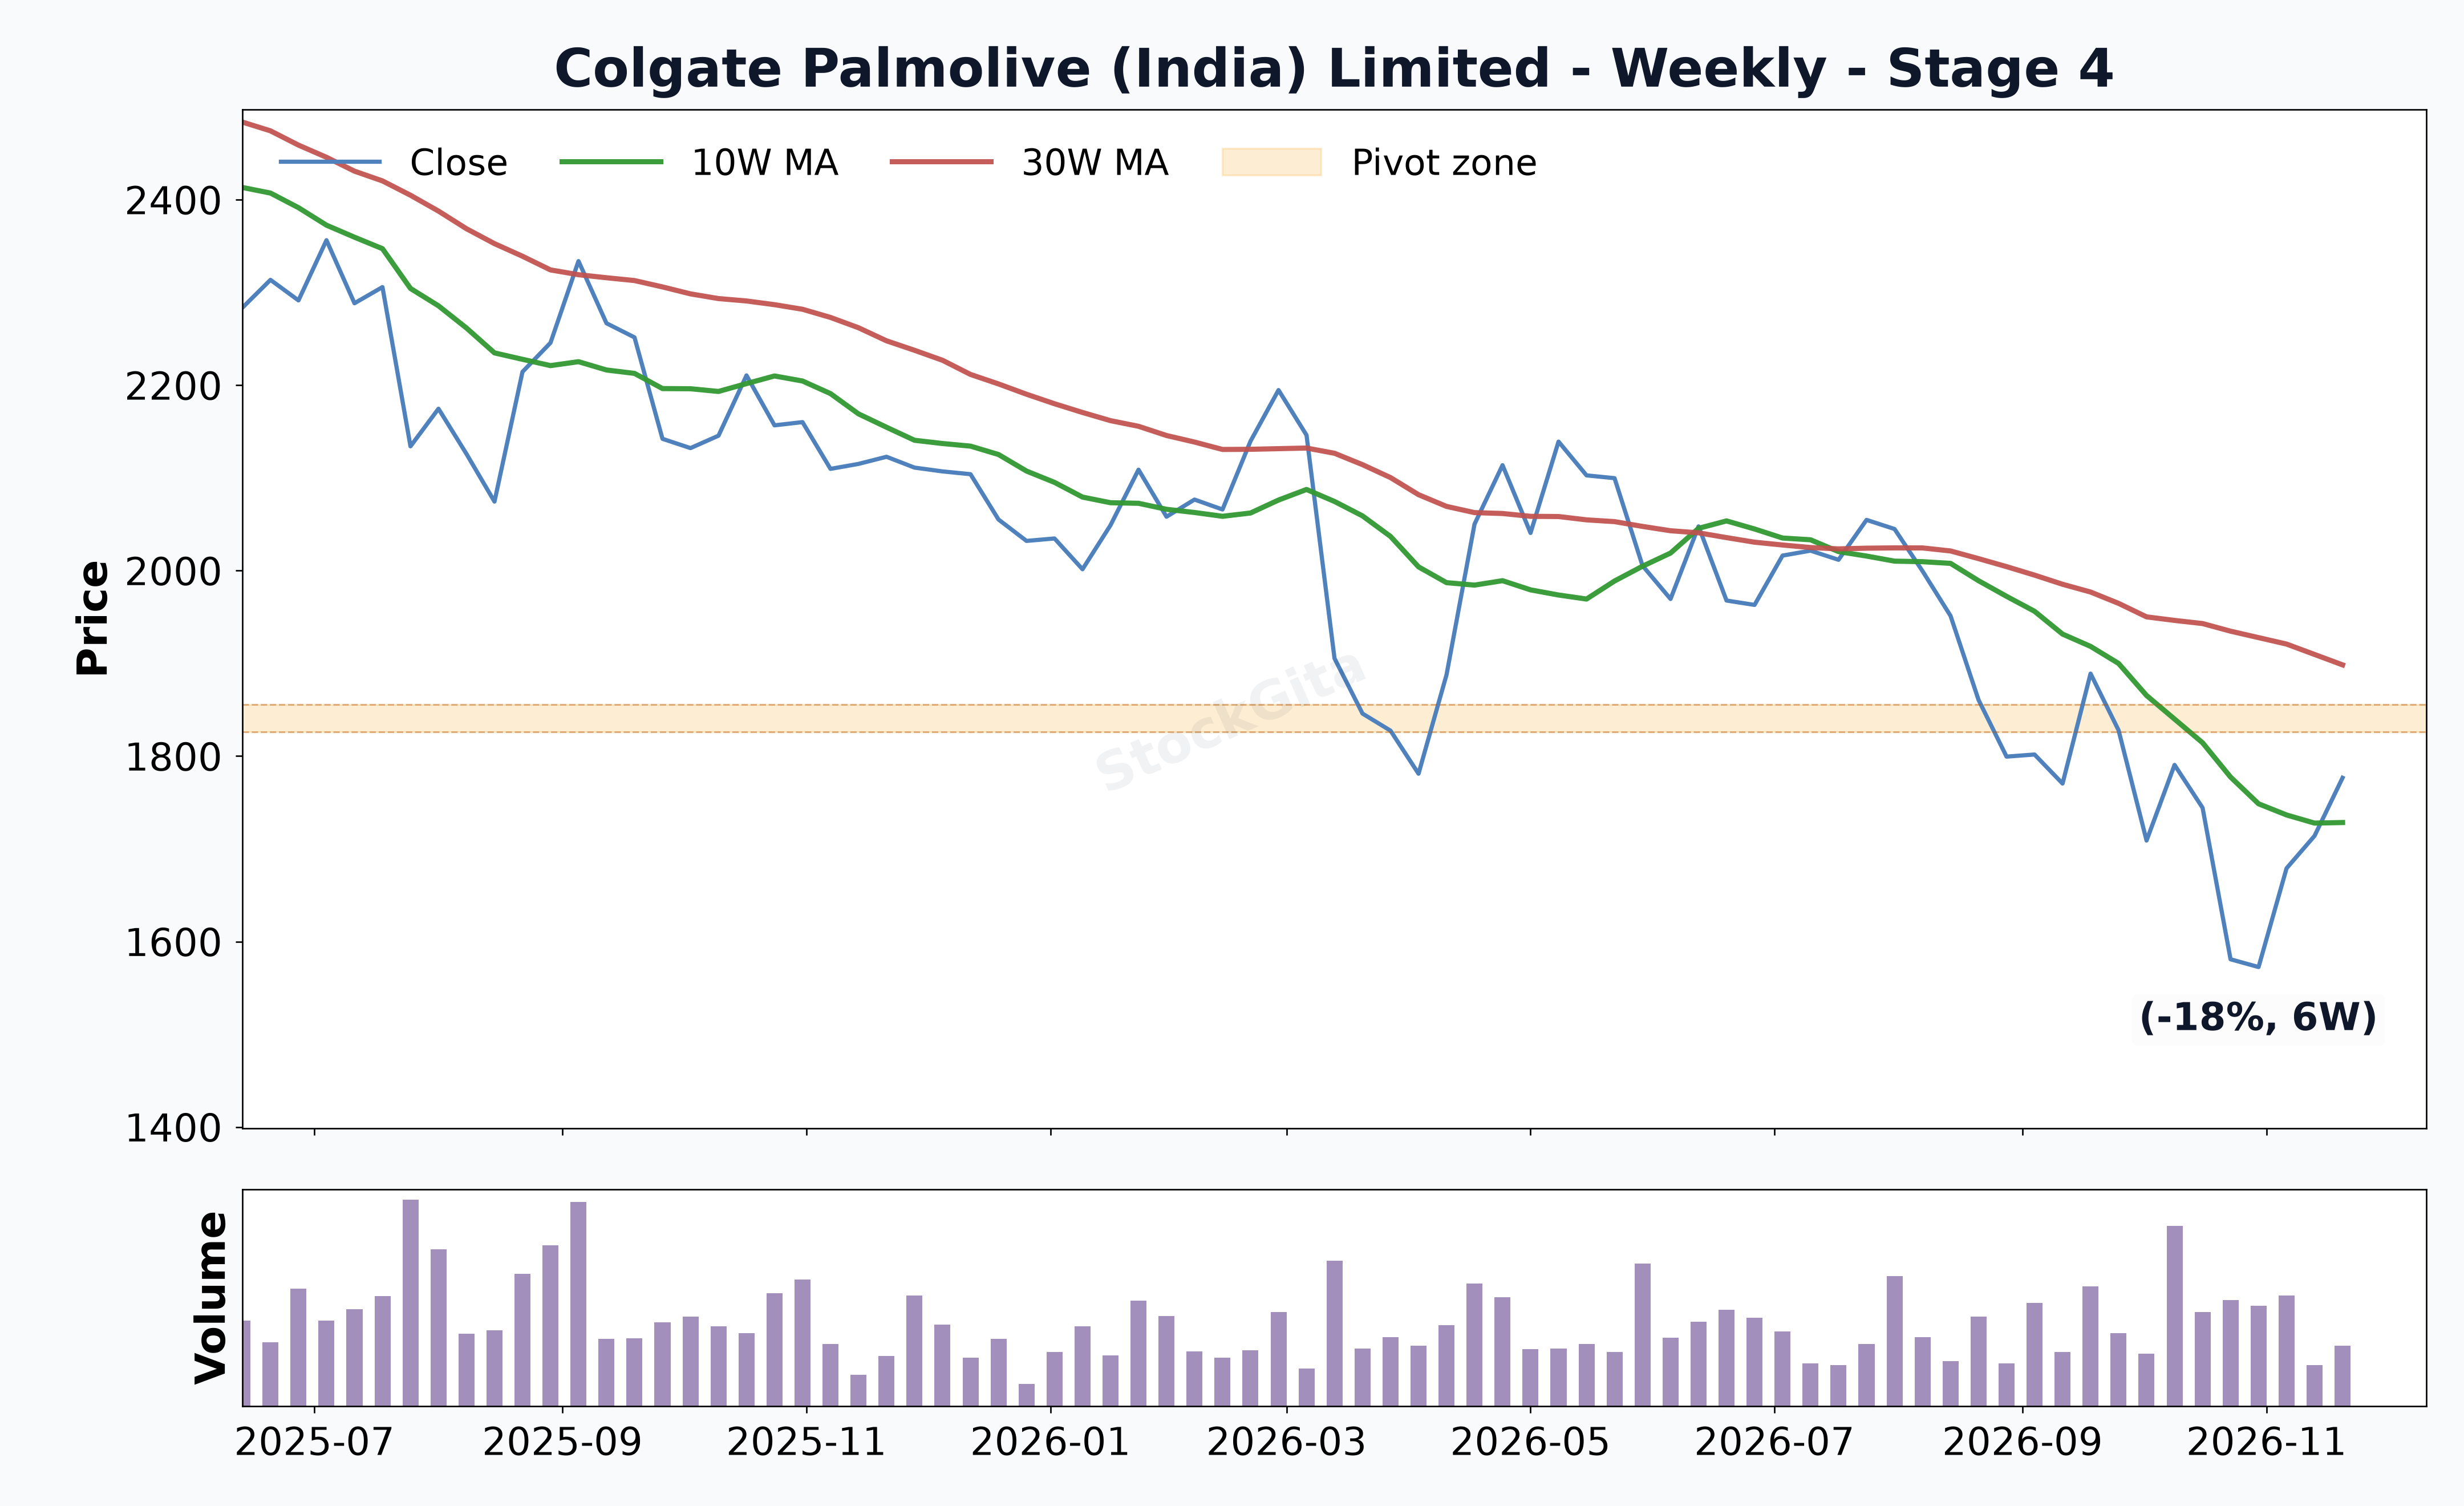 Colgate Palmolive (India) Limited - Weekly - Stage 4
Close 10W MA 30W MA Pivot zone
2400
2200
2000
1800
1600
1400
Price
StockGita
(-18%, 6W)
Volume
2025-07 2025-09 2025-11 2026-01 2026-03 2026-05 2026-07 2026-09 2026-11